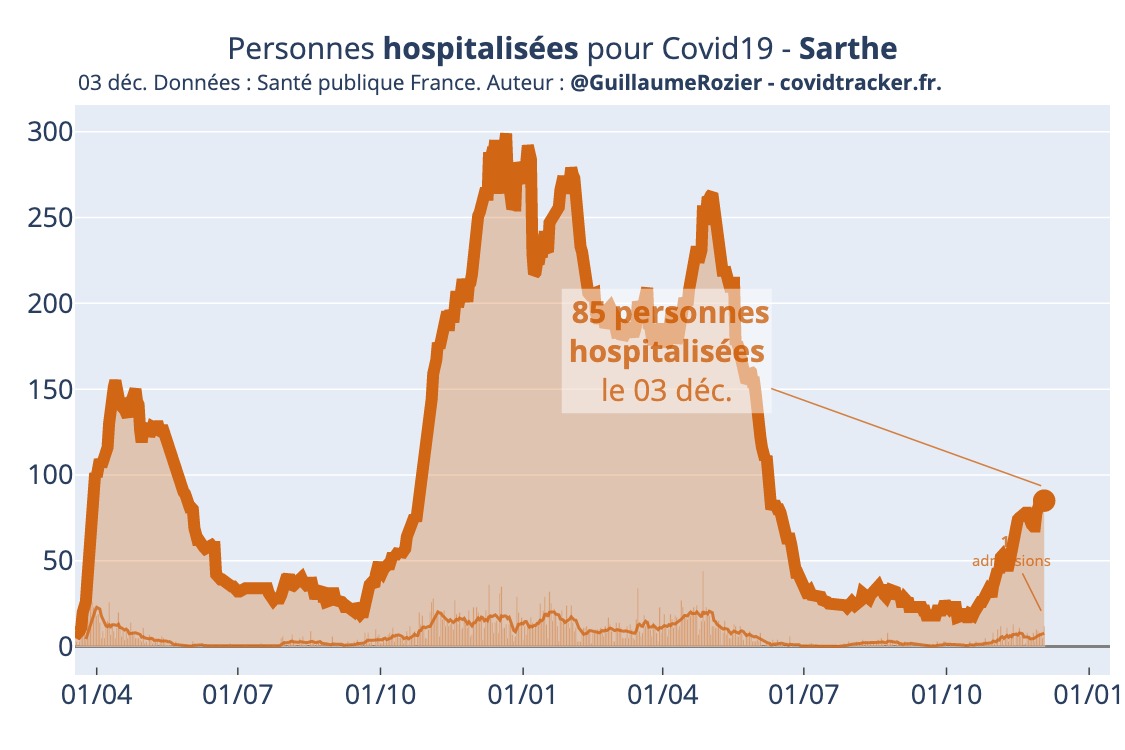 Personnes hospitalisées pour Covid19 - Sarthe
03 déc. Données : Santé publique France. Auteur : @GuillaumeRozier - covidtracker.fr.
300
250
200
150
100
50
0
85 personnes
hospitalisées
le 03 déc.
admissions
01/04
01/07
01/10
01/01
01/04
01/07
01/10
01/01